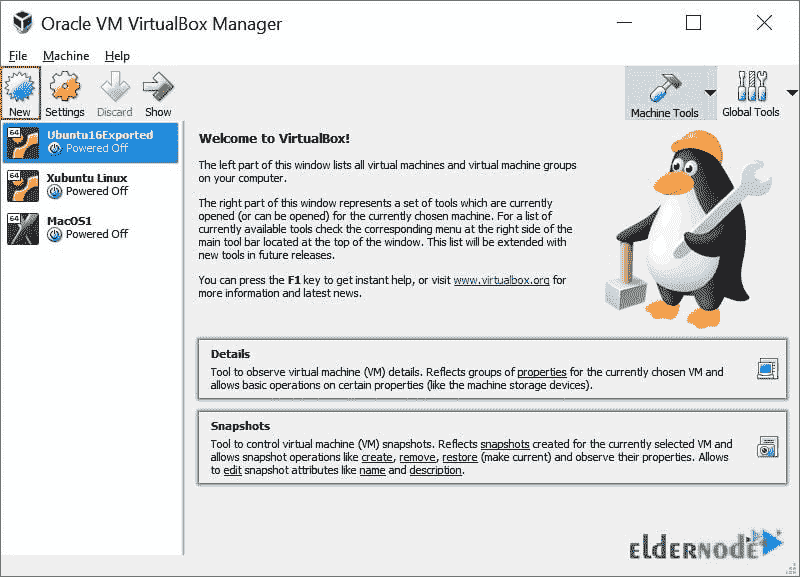 Oracle VM VirtualBox Manager
File Machine Help
New Settings Discard Show
Machine Tools Global Tools
64 Ubuntu16Exported
Powered Off
64 Xubuntu Linux
Powered Off
64 MacOS1
Powered Off
Welcome to VirtualBox!
The left part of this window lists all virtual machines and virtual machine groups
on your computer.
The right part of this window represents a set of tools which are currently
opened (or can be opened) for the currently chosen machine. For a list of
currently available tools check the corresponding menu at the right side of the
main tool bar located at the top of the window. This list will be extended with
new tools in future releases.
You can press the F1 key to get instant help, or visit www.virtualbox.org for
more information and latest news.
Details
Tool to observe virtual machine (VM) details. Reflects groups of properties for the currently chosen VM and
allows basic operations on certain properties (like the machine storage devices).
Snapshots
Tool to control virtual machine (VM) snapshots. Reflects snapshots created for the currently selected VM and
allows snapshot operations like create, remove, restore (make current) and observe their properties. Allows
to edit snapshot attributes like name and description.
elderNode